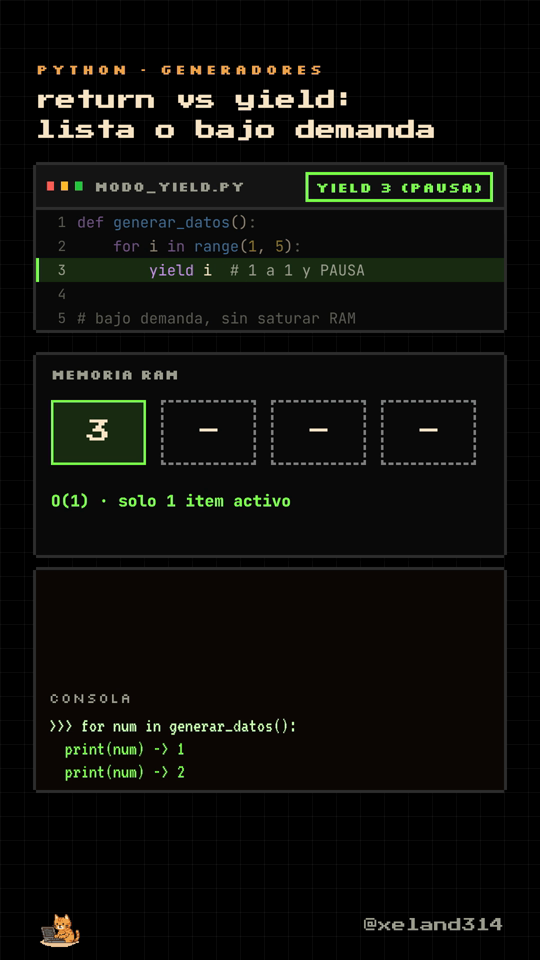 PYTHON · GENERADORES
return vs yield:
lista o bajo demanda
MODO_YIELD.PY
YIELD 3 (PAUSA)
1 def generar_datos():
2     for i in range(1, 5):
3         yield i  # 1 a 1 y PAUSA
4
5 # bajo demanda, sin saturar RAM
MEMORIA RAM
3 — — —
O(1) · solo 1 item activo
CONSOLA
>>> for num in generar_datos():
  print(num) -> 1
  print(num) -> 2
@xeland314